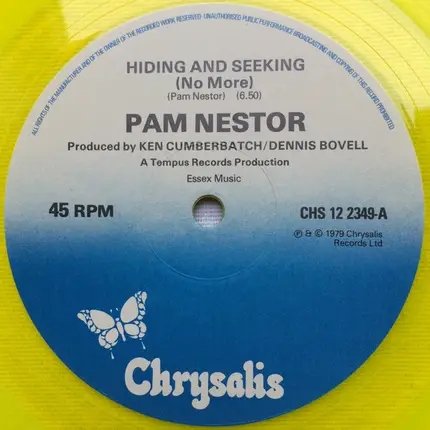 ALL RIGHTS OF THE MANUFACTURER AND OF THE OWNER OF THE RECORDED WORK RESERVED · UNAUTHORISED PUBLIC PERFORMANCE BROADCASTING AND COPYING OF THIS RECORD PROHIBITED
HIDING AND SEEKING
(No More)
(Pam Nestor) (6.50)
PAM NESTOR
Produced by KEN CUMBERBATCH/DENNIS BOVELL
A Tempus Records Production
Essex Music
45 RPM
CHS 12 2349-A
℗ & © 1979 Chrysalis
Records Ltd
Chrysalis